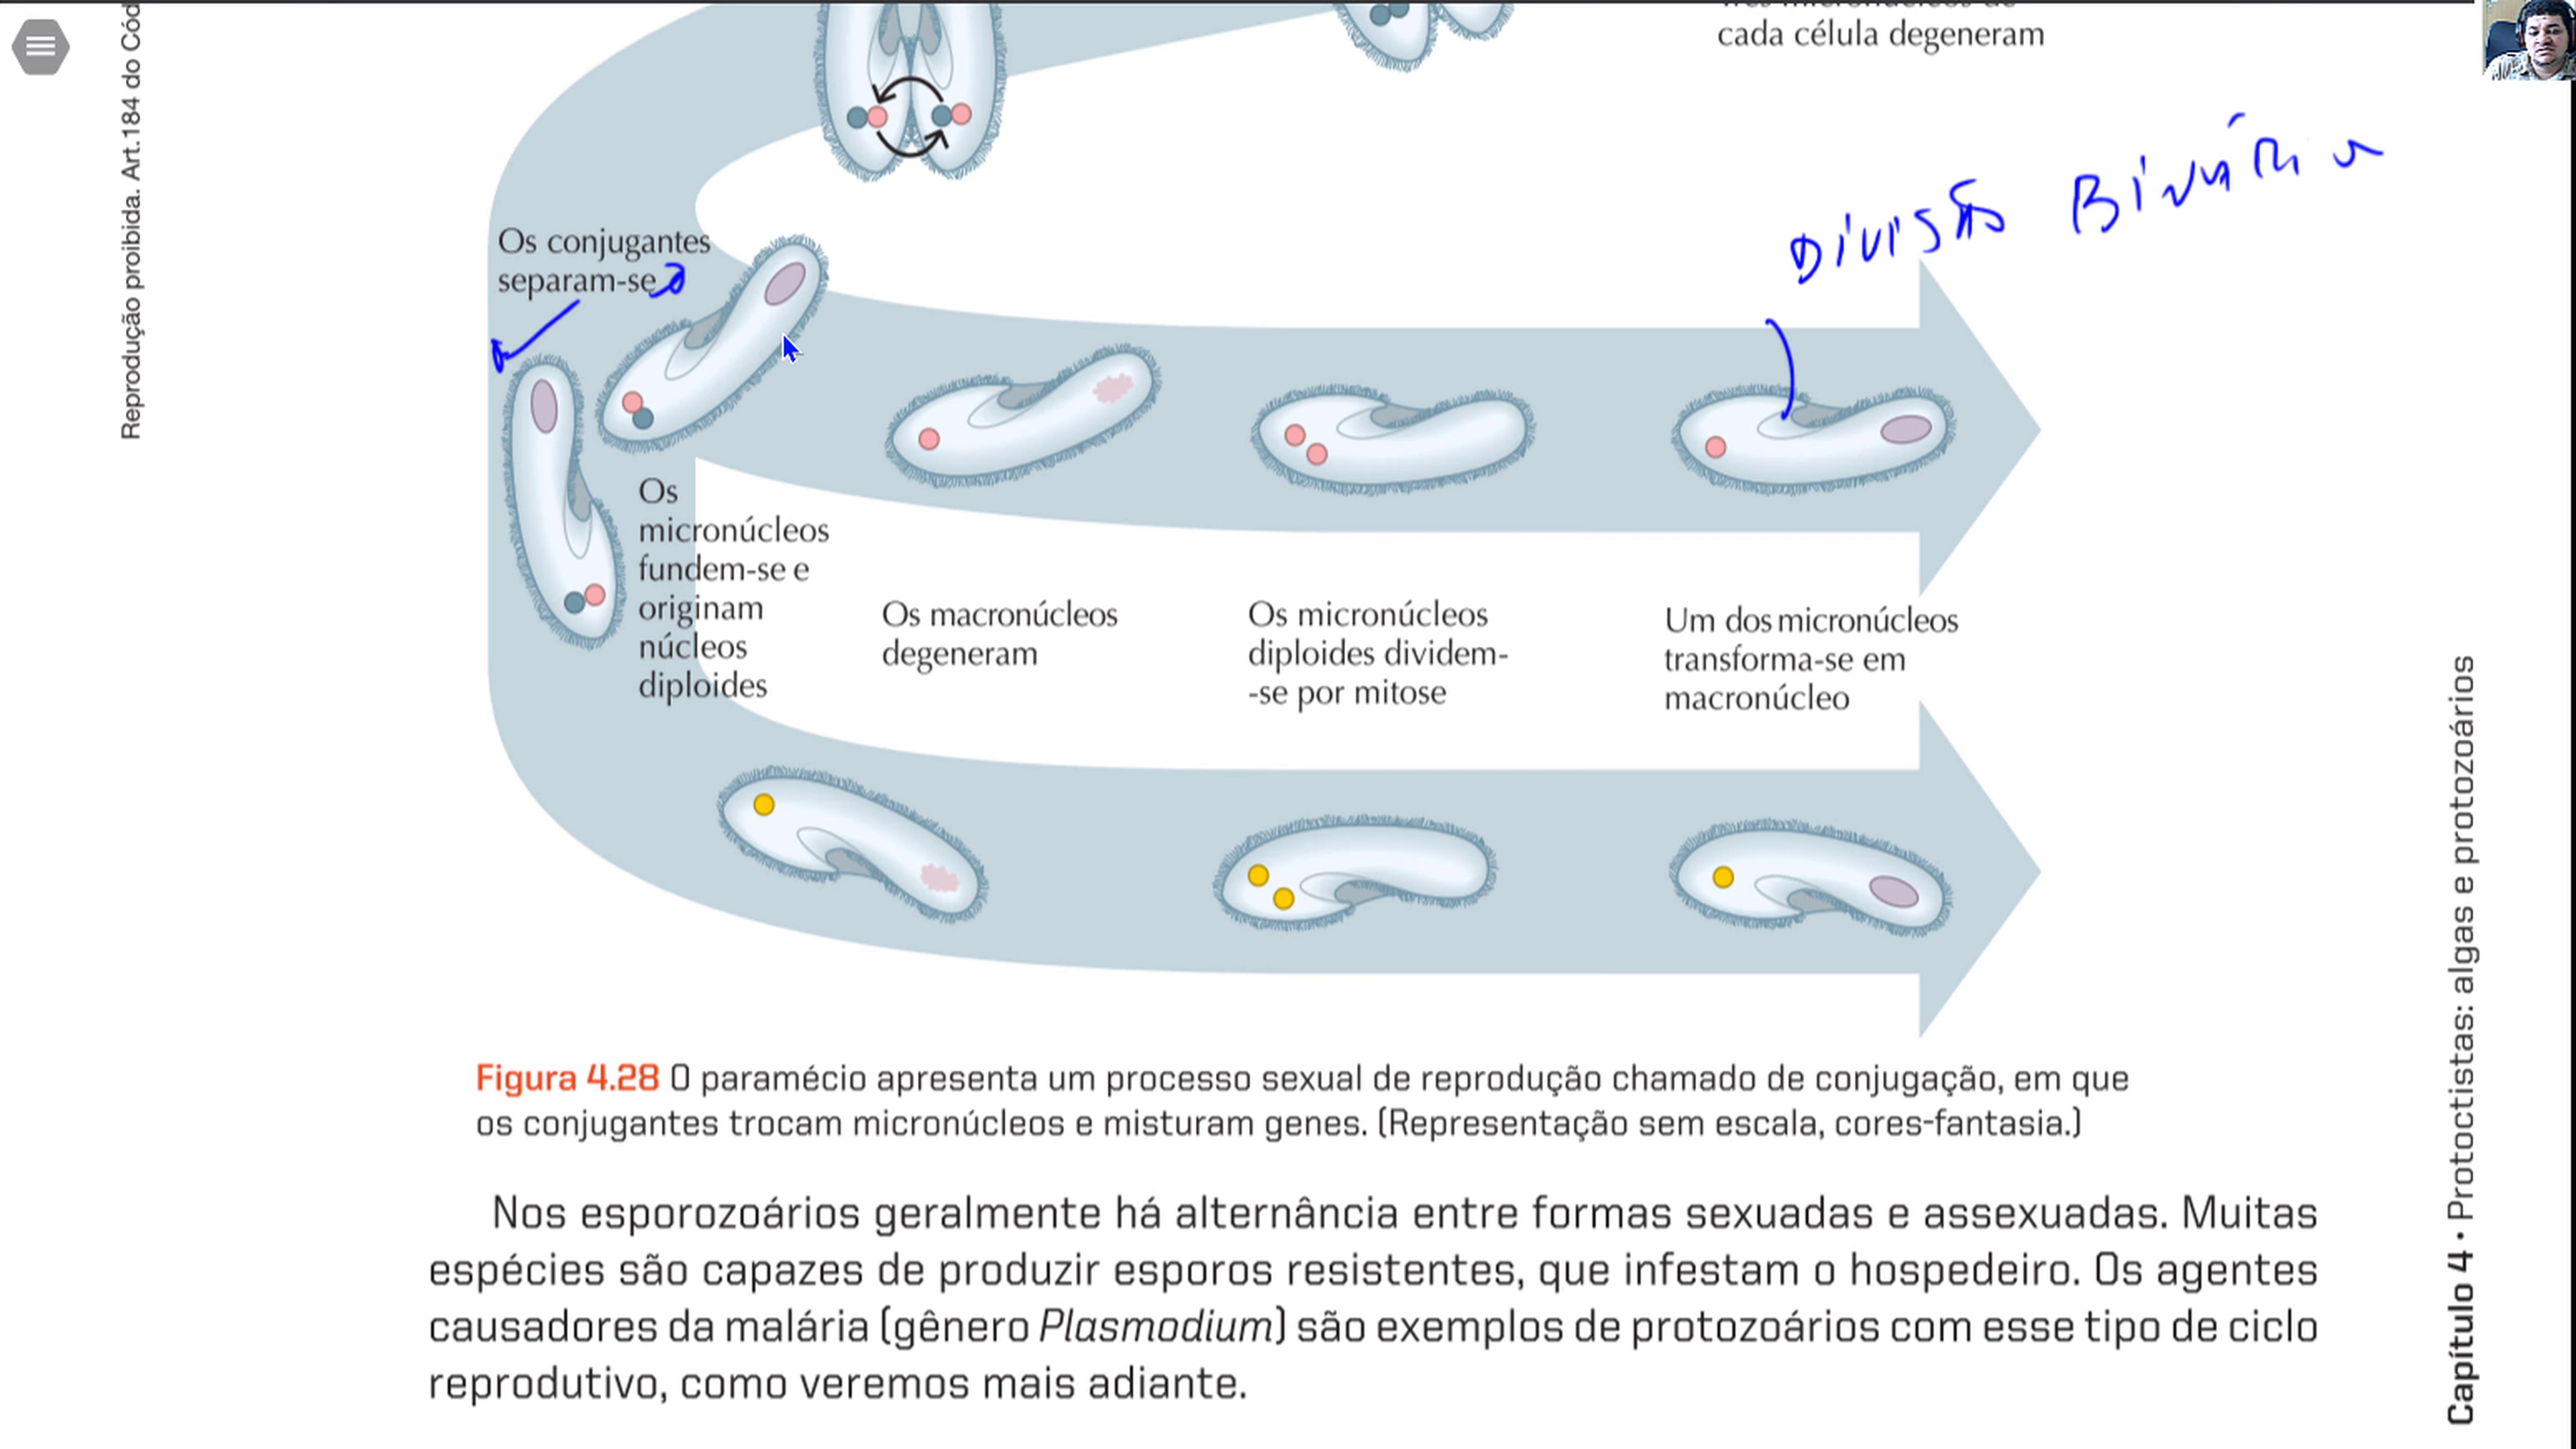 cada célula degeneram
Reprodução proibida. Art.184 do Cód
DIVISÃO BINÁRIA
Os conjugantes
separam-se
Os
micronúcleos
fundem-se e
originam
núcleos
diploides
Os macronúcleos
degeneram
Os micronúcleos
diploides dividem-
-se por mitose
Um dos micronúcleos
transforma-se em
macronúcleo
Figura 4.28 O paramécio apresenta um processo sexual de reprodução chamado de conjugação, em que
os conjugantes trocam micronúcleos e misturam genes. (Representação sem escala, cores-fantasia.)
Nos esporozoários geralmente há alternância entre formas sexuadas e assexuadas. Muitas
espécies são capazes de produzir esporos resistentes, que infestam o hospedeiro. Os agentes
causadores da malária (gênero Plasmodium) são exemplos de protozoários com esse tipo de ciclo
reprodutivo, como veremos mais adiante.
Capítulo 4 • Protoctistas: algas e protozoários